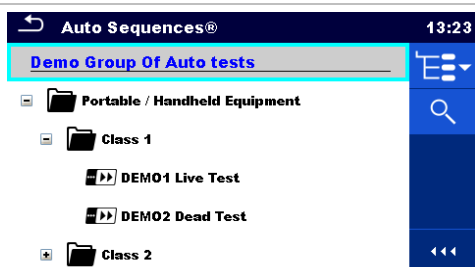 Auto Sequences®
13:23
Demo Group Of Auto tests
Portable / Handheld Equipment
Class 1
DEMO1 Live Test
DEMO2 Dead Test
Class 2